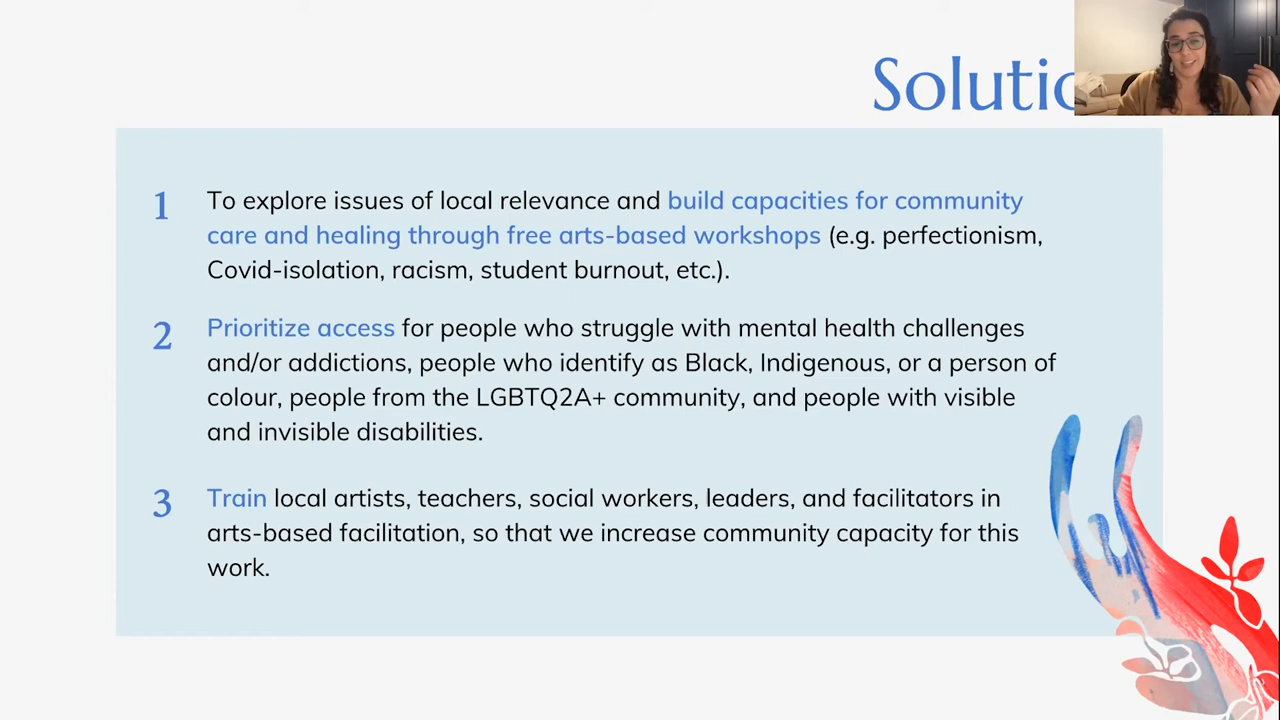 Solutio
1
To explore issues of local relevance and build capacities for community
care and healing through free arts-based workshops (e.g. perfectionism,
Covid-isolation, racism, student burnout, etc.).
2
Prioritize access for people who struggle with mental health challenges
and/or addictions, people who identify as Black, Indigenous, or a person of
colour, people from the LGBTQ2A+ community, and people with visible
and invisible disabilities.
3
Train local artists, teachers, social workers, leaders, and facilitators in
arts-based facilitation, so that we increase community capacity for this
work.